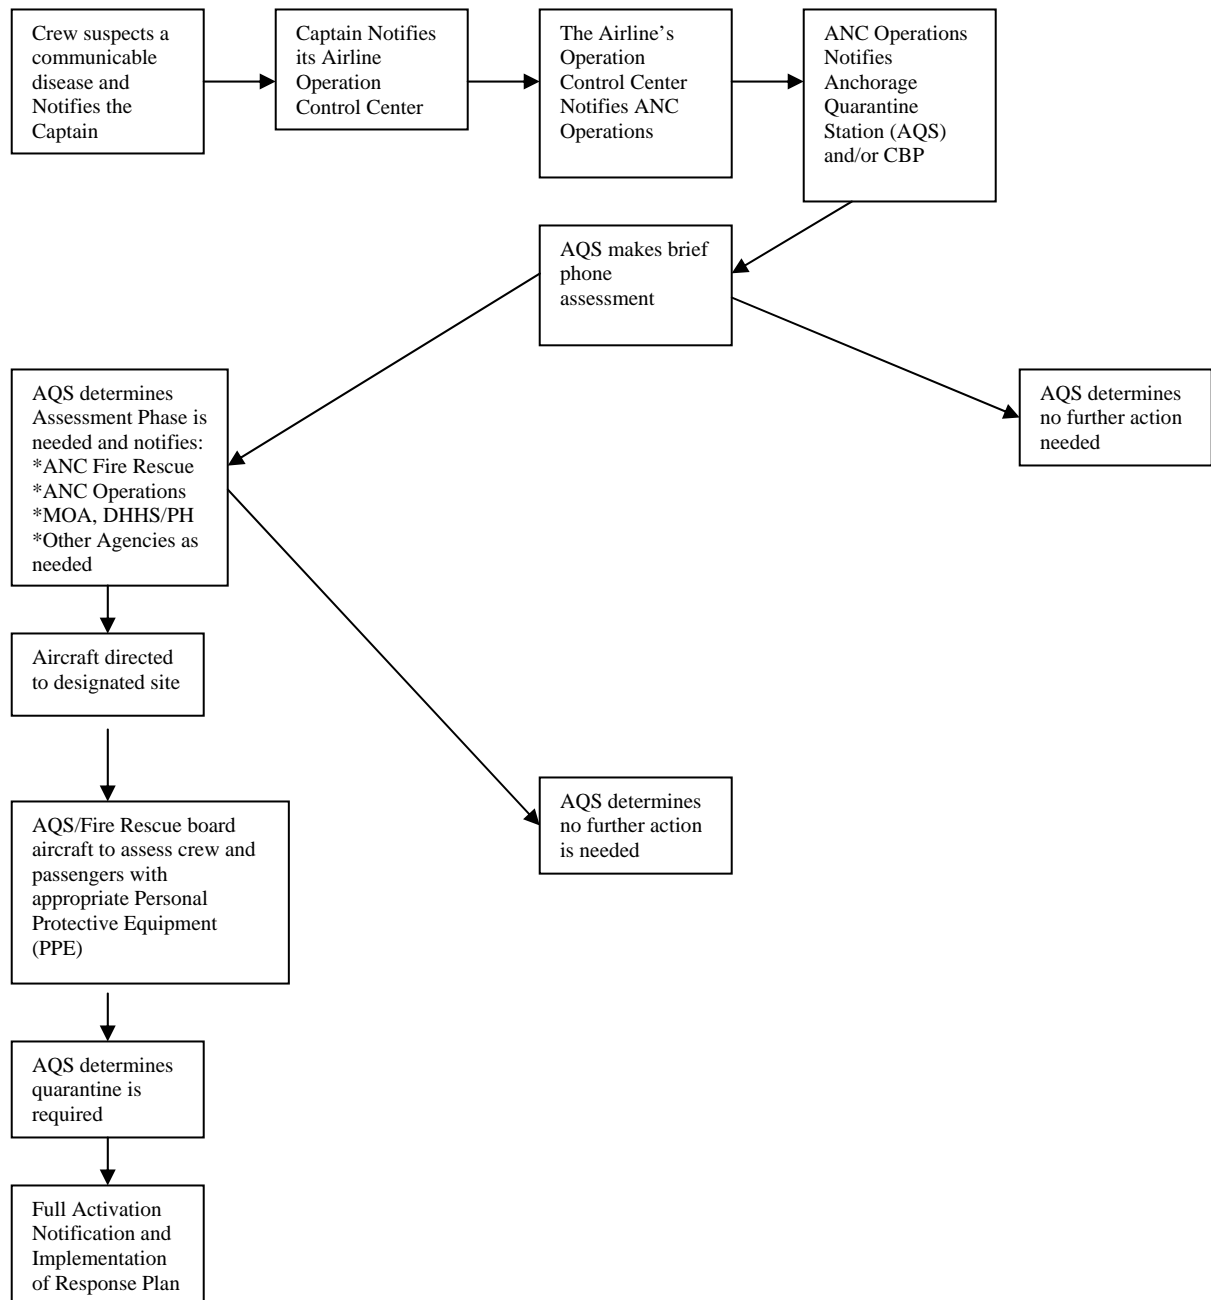 Crew suspects a
communicable
disease and
Notifies the
Captain
Captain Notifies
its Airline
Operation
Control Center
The Airline’s
Operation
Control Center
Notifies ANC
Operations
ANC Operations
Notifies
Anchorage
Quarantine
Station (AQS)
and/or CBP
AQS makes brief
phone
assessment
AQS determines
Assessment Phase is
needed and notifies:
*ANC Fire Rescue
*ANC Operations
*MOA, DHHS/PH
*Other Agencies as
needed
AQS determines
no further action
needed
Aircraft directed
to designated site
AQS determines
no further action
is needed
AQS/Fire Rescue board
aircraft to assess crew and
passengers with
appropriate Personal
Protective Equipment
(PPE)
AQS determines
quarantine is
required
Full Activation
Notification and
Implementation
of Response Plan